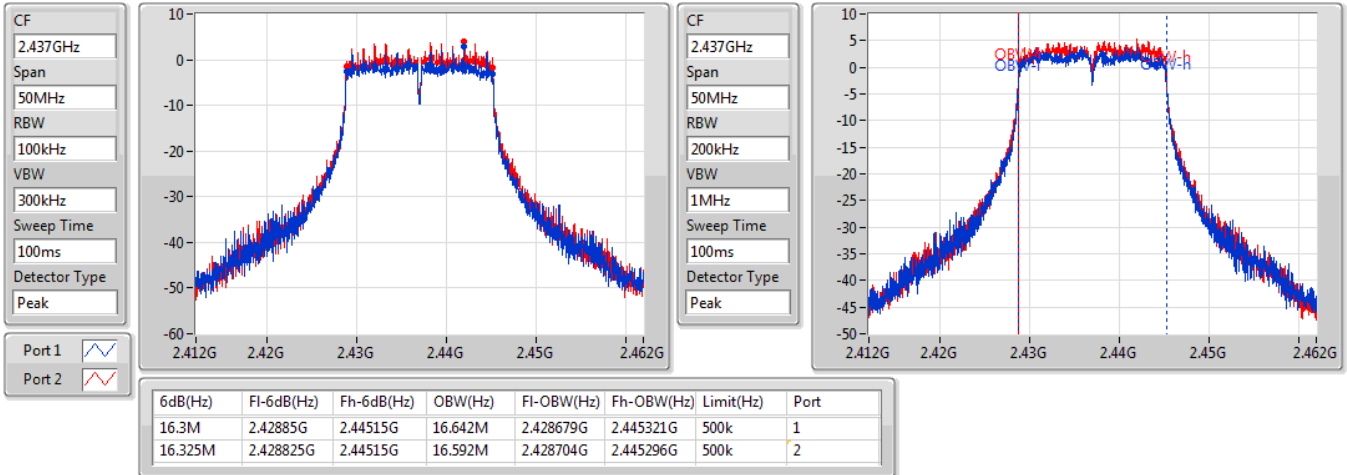 CF
2.437GHz
Span
50MHz
RBW
100kHz
VBW
300kHz
Sweep Time
100ms
Detector Type
Peak
10
0
-10
-20
-30
-40
-50
-60
2.412G 2.42G 2.43G 2.44G 2.45G 2.462G
CF
2.437GHz
Span
50MHz
RBW
200kHz
VBW
1MHz
Sweep Time
100ms
Detector Type
Peak
10
5
0
-5
-10
-15
-20
-25
-30
-35
-40
-45
-50
2.412G 2.42G 2.43G 2.44G 2.45G 2.462G
Port 1
Port 2
6dB(Hz) Fl-6dB(Hz) Fh-6dB(Hz) OBW(Hz) Fl-OBW(Hz) Fh-OBW(Hz) Limit(Hz) Port
16.3M 2.42885G 2.44515G 16.642M 2.428679G 2.445321G 500k 1
16.325M 2.428825G 2.44515G 16.592M 2.428704G 2.445296G 500k 2